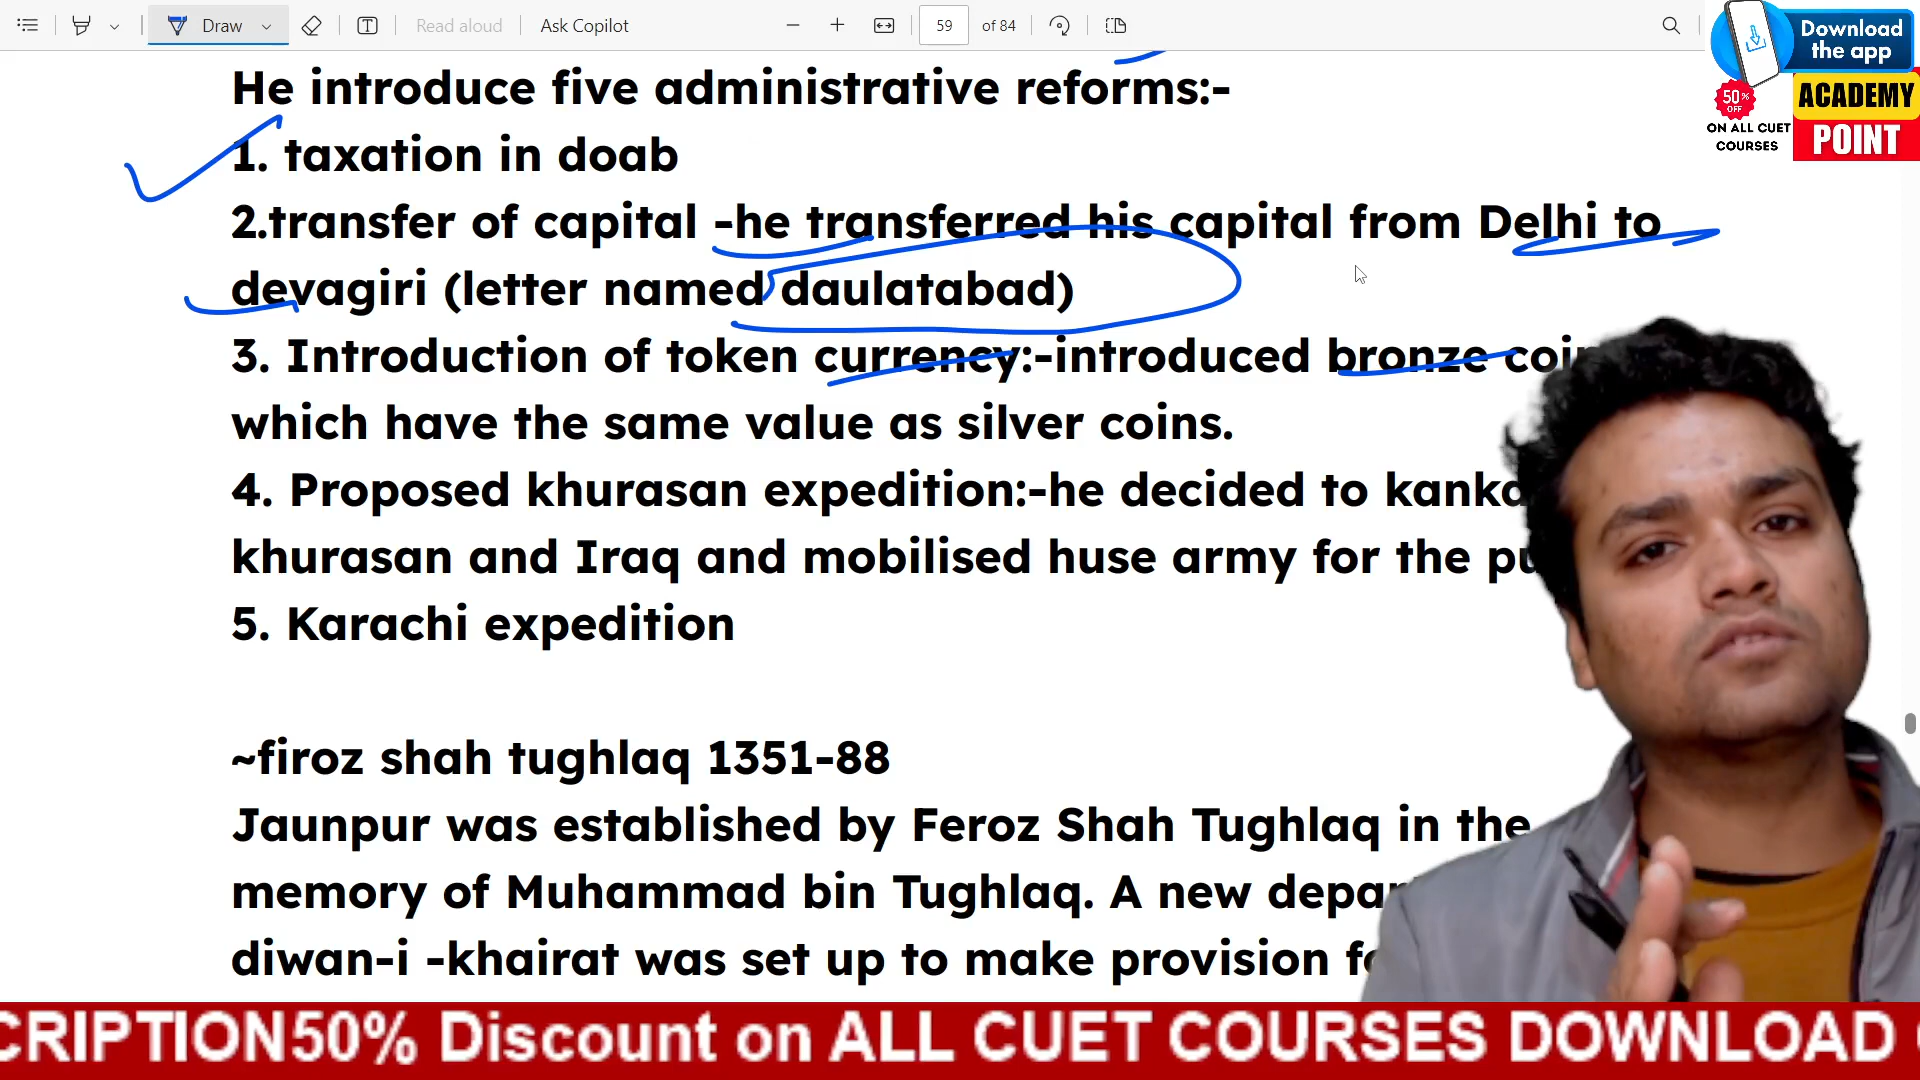 Draw
Read aloud
Ask Copilot
59
of 84
Download
the app
50%
OFF
ACADEMY
POINT
ON ALL CUET
COURSES
He introduce five administrative reforms:-
1. taxation in doab
2.transfer of capital -he transferred his capital from Delhi to
devagiri (letter named daulatabad)
3. Introduction of token currency:-introduced bronze
which have the same value as silver coins.
4. Proposed khurasan expedition:-he decided to
khurasan and Iraq and mobilised huse army for the
5. Karachi expedition
~firoz shah tughlaq 1351-88
Jaunpur was established by Feroz Shah Tughlaq in the
memory of Muhammad bin Tughlaq. A new
diwan-i -khairat was set up to make provision
CRIPTION50% Discount on ALL CUET COURSES DOWNLOAD